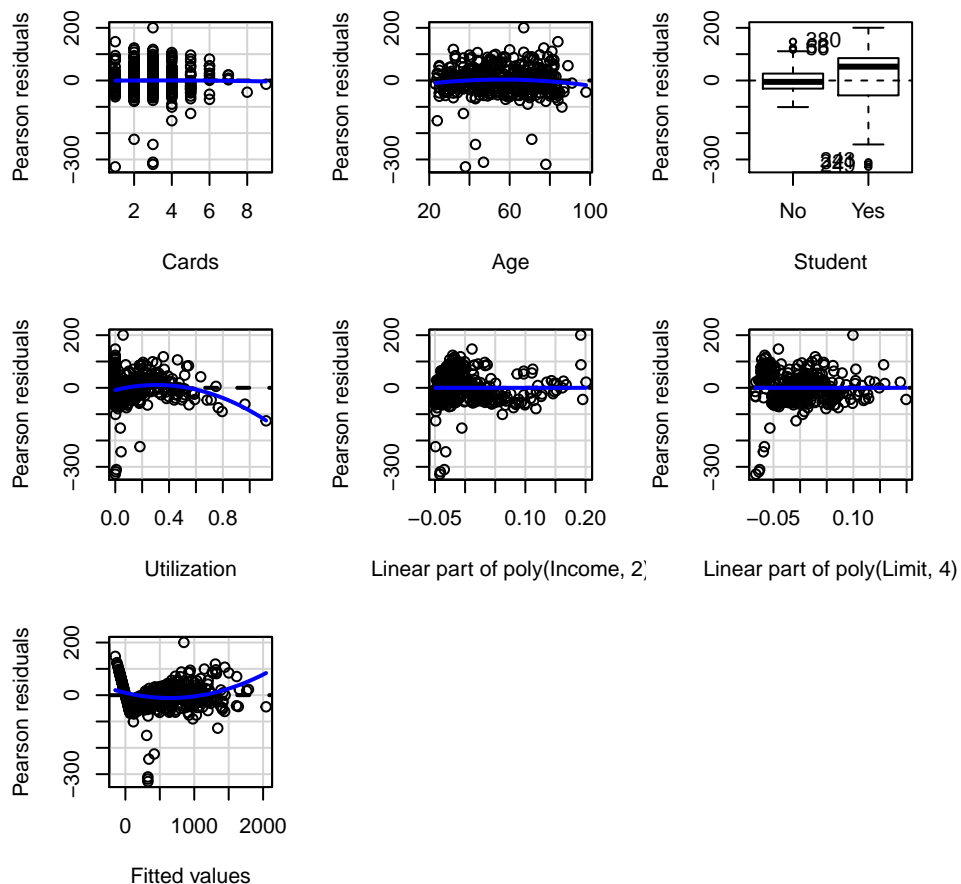 Pearson residuals
−300 0 200
2 4 6 8
Cards
Pearson residuals
−300 0 200
20 60 100
Age
Pearson residuals
−300 0 200
380
No Yes
Student
Pearson residuals
−300 0 200
0.0 0.4 0.8
Utilization
Pearson residuals
−300 0 200
−0.05 0.10 0.20
Linear part of poly(Income, 2)
Pearson residuals
−300 0 200
−0.05 0.10
Linear part of poly(Limit, 4)
Pearson residuals
−300 0 200
0 1000 2000
Fitted values